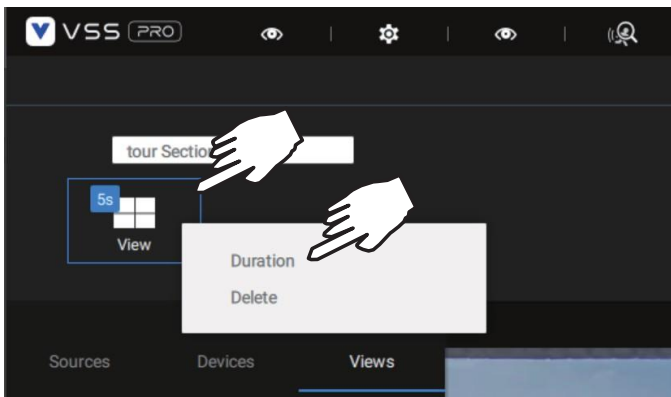 VSS PRO
tour Section
5s
View
Duration
Delete
Sources Devices Views